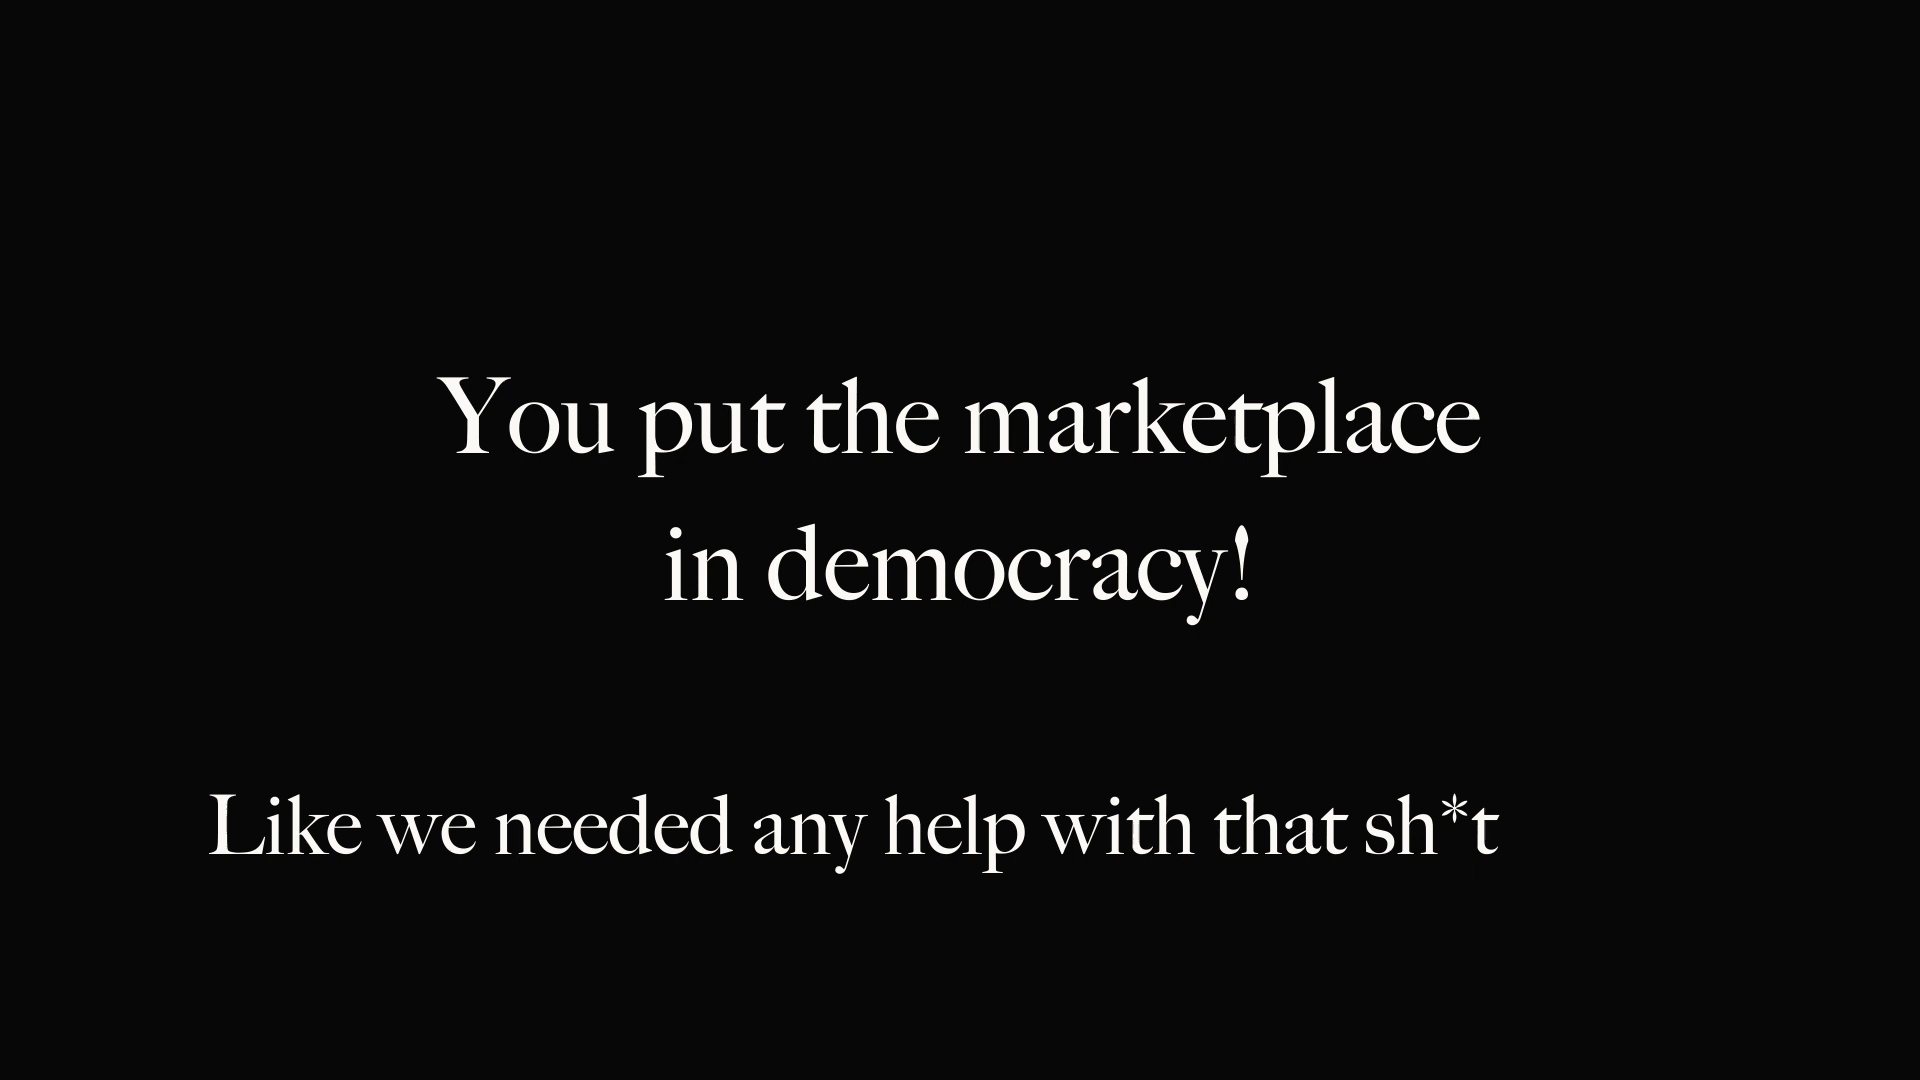 You put the marketplace
in democracy!
Like we needed any help with that sh*t